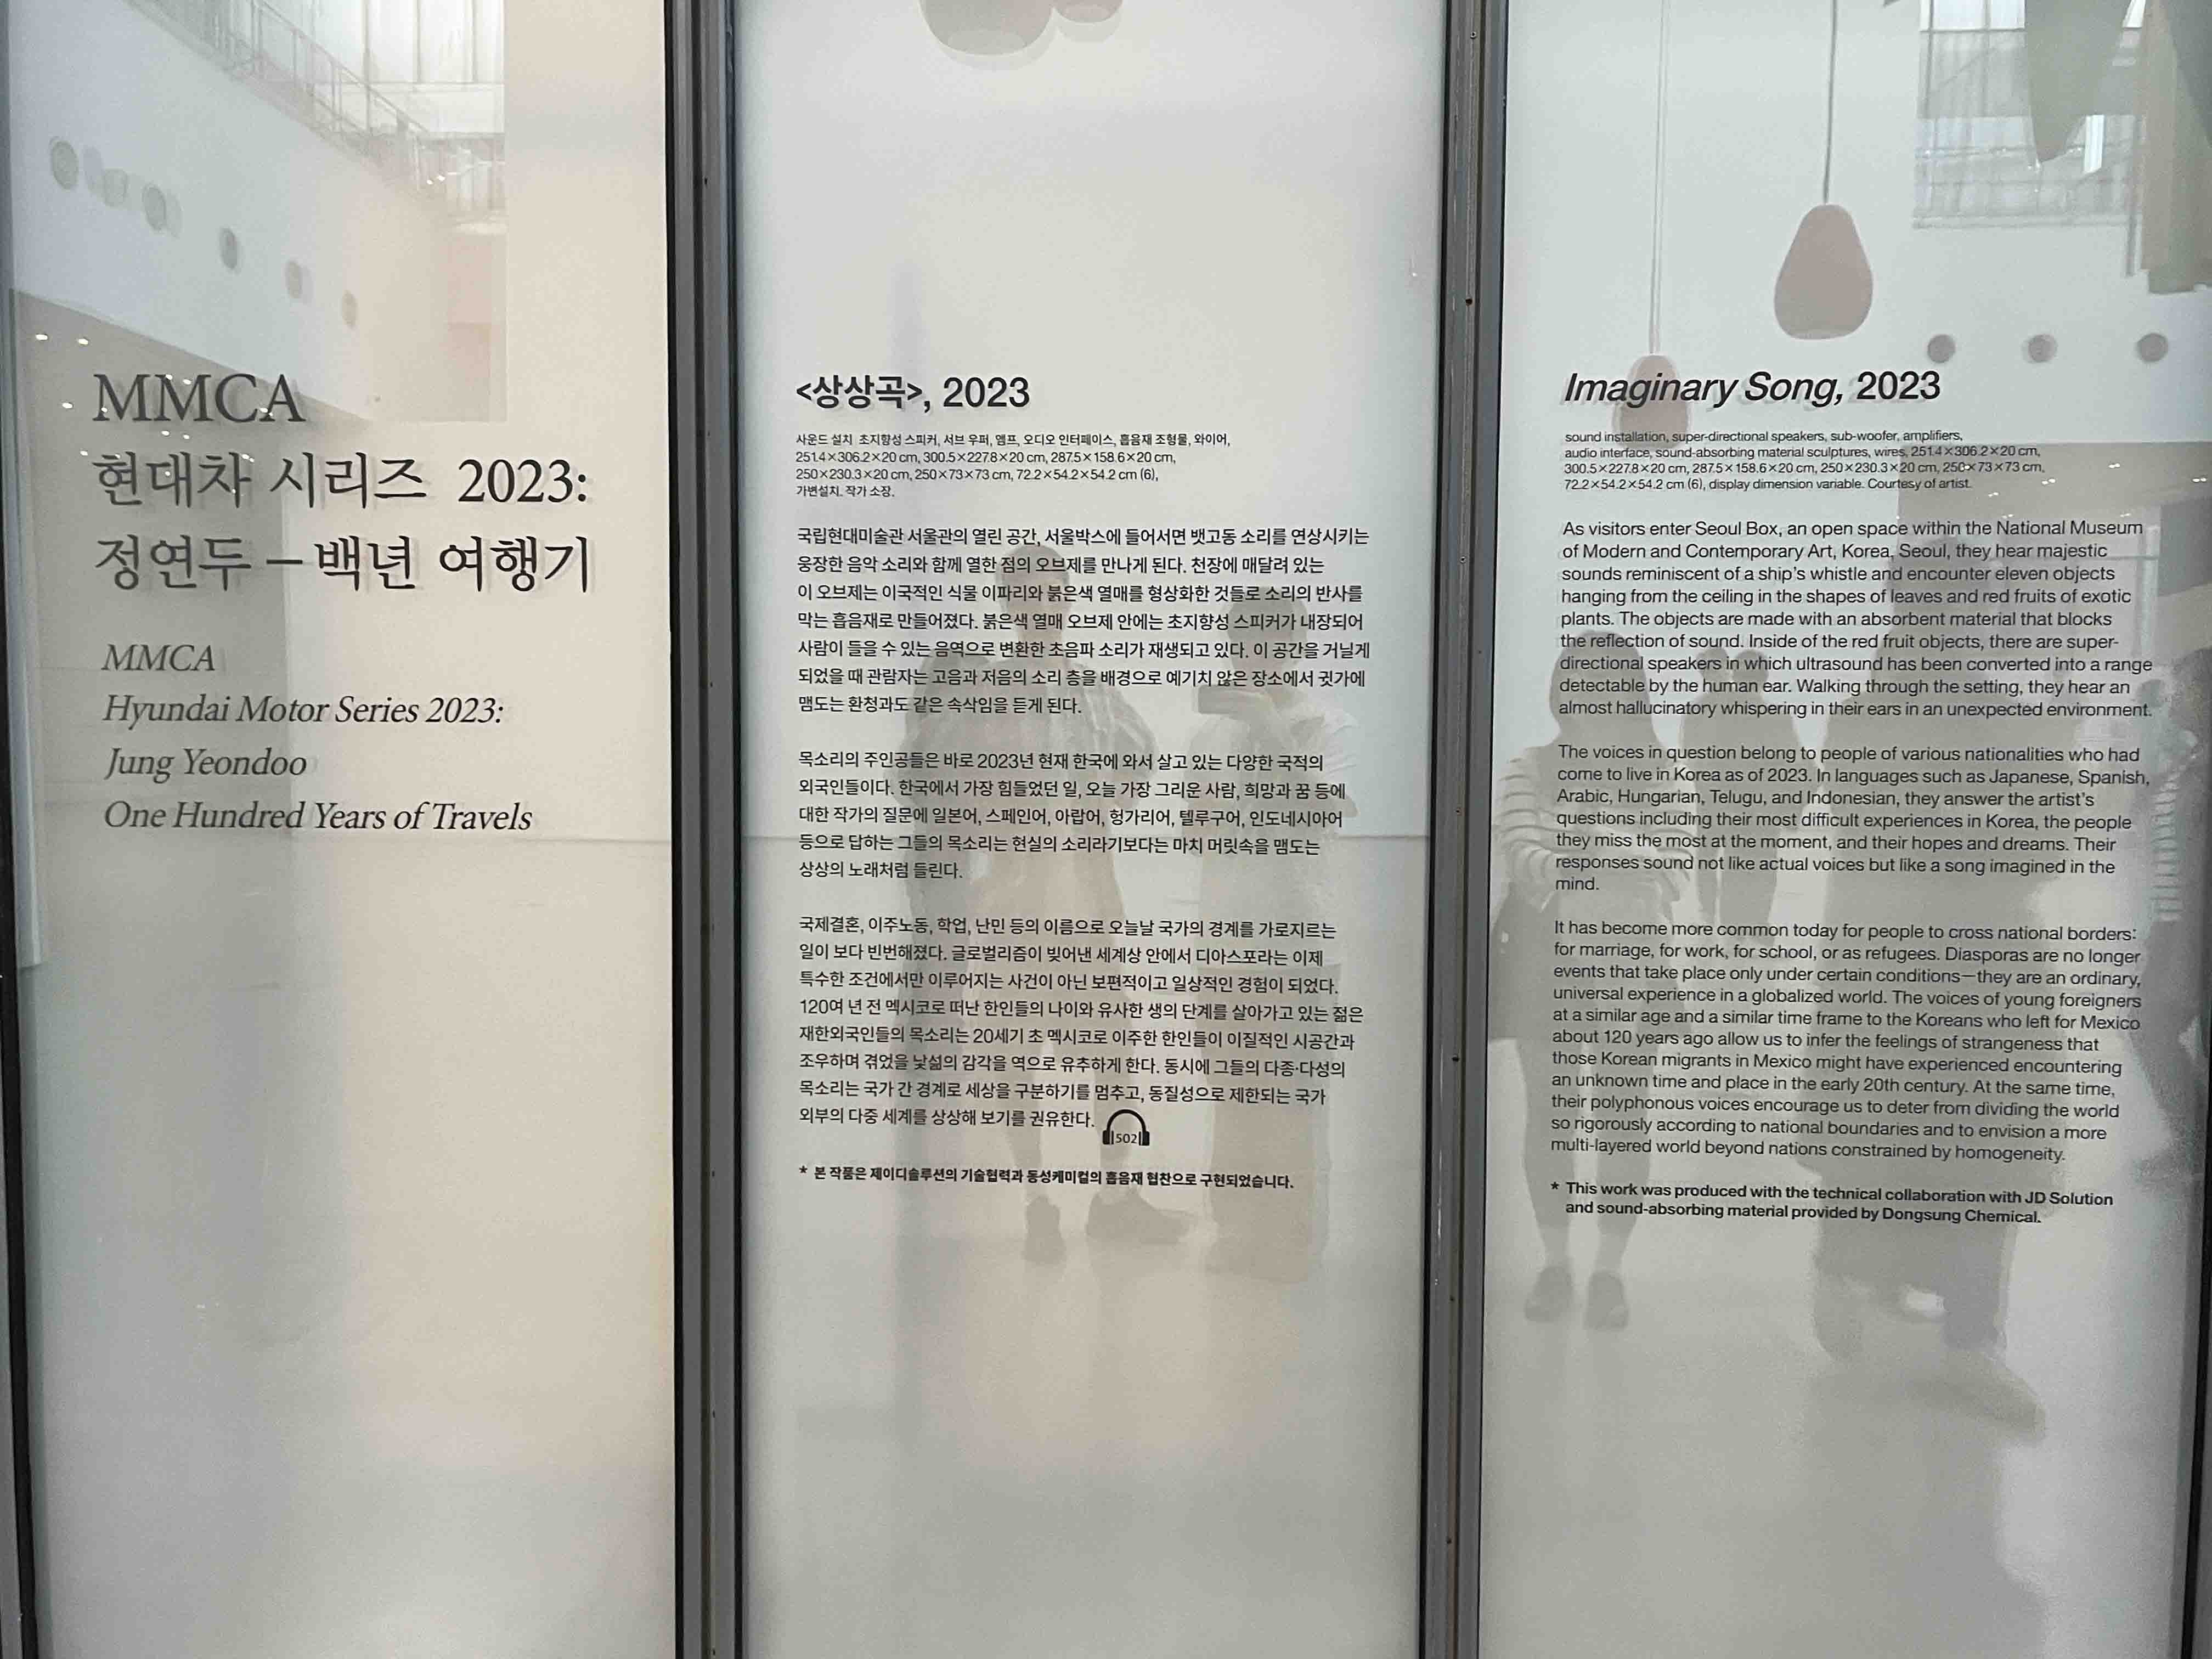 MMCA
현대차 시리즈 2023:
정연두 – 백년 여행기
MMCA
Hyundai Motor Series 2023:
Jung Yeondoo
One Hundred Years of Travels
<상상곡>, 2023
사운드 설치 초지향성 스피커, 서브 우퍼, 앰프, 오디오 인터페이스, 흡음재 조형물, 와이어,
251.4×306.2×20 cm, 300.5×227.8×20 cm, 287.5×158.6×20 cm,
250×230.3×20 cm, 250×73×73 cm, 72.2×54.2×54.2 cm (6),
가변설치. 작가 소장.
국립현대미술관 서울관의 열린 공간, 서울박스에 들어서면 뱃고동 소리를 연상시키는
웅장한 음악 소리와 함께 열한 점의 오브제를 만나게 된다. 천장에 매달려 있는
이 오브제는 이국적인 식물 이파리와 붉은색 열매를 형상화한 것들로 소리의 반사를
막는 흡음재로 만들어졌다. 붉은색 열매 오브제 안에는 초지향성 스피커가 내장되어
사람이 들을 수 있는 음역으로 변환한 초음파 소리가 재생되고 있다. 이 공간을 거닐게
되었을 때 관람자는 고음과 저음의 소리 층을 배경으로 예기치 않은 장소에서 귓가에
맴도는 환청과도 같은 속삭임을 듣게 된다.
목소리의 주인공들은 바로 2023년 현재 한국에 와서 살고 있는 다양한 국적의
외국인들이다. 한국에서 가장 힘들었던 일, 오늘 가장 그리운 사람, 희망과 꿈 등에
대한 작가의 질문에 일본어, 스페인어, 아랍어, 헝가리어, 텔루구어, 인도네시아어
등으로 답하는 그들의 목소리는 현실의 소리라기보다는 마치 머릿속을 맴도는
상상의 노래처럼 들린다.
국제결혼, 이주노동, 학업, 난민 등의 이름으로 오늘날 국가의 경계를 가로지르는
일이 보다 빈번해졌다. 글로벌리즘이 빚어낸 세계상 안에서 디아스포라는 이제
특수한 조건에서만 이루어지는 사건이 아닌 보편적이고 일상적인 경험이 되었다.
120여 년 전 멕시코로 떠난 한인들의 나이와 유사한 생의 단계를 살아가고 있는 젊은
재한외국인들의 목소리는 20세기 초 멕시코로 이주한 한인들이 이질적인 시공간과
조우하며 겪었을 낯섦의 감각을 역으로 유추하게 한다. 동시에 그들의 다종·다성의
목소리는 국가 간 경계로 세상을 구분하기를 멈추고, 동질성으로 제한되는 국가
외부의 다중 세계를 상상해 보기를 권유한다. 502
* 본 작품은 제이디솔루션의 기술협력과 동성케미컬의 흡음재 협찬으로 구현되었습니다.
Imaginary Song, 2023
sound installation, super-directional speakers, sub-woofer, amplifiers,
audio interface, sound-absorbing material sculptures, wires, 251.4×306.2×20 cm,
300.5×227.8×20 cm, 287.5×158.6×20 cm, 250×230.3×20 cm, 250×73×73 cm,
72.2×54.2×54.2 cm (6), display dimension variable. Courtesy of artist.
As visitors enter Seoul Box, an open space within the National Museum
of Modern and Contemporary Art, Korea, Seoul, they hear majestic
sounds reminiscent of a ship's whistle and encounter eleven objects
hanging from the ceiling in the shapes of leaves and red fruits of exotic
plants. The objects are made with an absorbent material that blocks
the reflection of sound. Inside of the red fruit objects, there are super-
directional speakers in which ultrasound has been converted into a range
detectable by the human ear. Walking through the setting, they hear an
almost hallucinatory whispering in their ears in an unexpected environment.
The voices in question belong to people of various nationalities who had
come to live in Korea as of 2023. In languages such as Japanese, Spanish,
Arabic, Hungarian, Telugu, and Indonesian, they answer the artist's
questions including their most difficult experiences in Korea, the people
they miss the most at the moment, and their hopes and dreams. Their
responses sound not like actual voices but like a song imagined in the
mind.
It has become more common today for people to cross national borders:
for marriage, for work, for school, or as refugees. Diasporas are no longer
events that take place only under certain conditions—they are an ordinary,
universal experience in a globalized world. The voices of young foreigners
at a similar age and a similar time frame to the Koreans who left for Mexico
about 120 years ago allow us to infer the feelings of strangeness that
those Korean migrants in Mexico might have experienced encountering
an unknown time and place in the early 20th century. At the same time,
their polyphonous voices encourage us to deter from dividing the world
so rigorously according to national boundaries and to envision a more
multi-layered world beyond nations constrained by homogeneity.
* This work was produced with the technical collaboration with JD Solution
and sound-absorbing material provided by Dongsung Chemical.